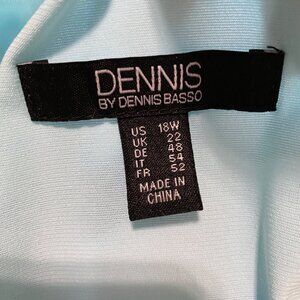 DENNIS
BY DENNIS BASSO
US 18W
UK 22
DE 48
IT 54
FR 52
MADE IN
CHINA